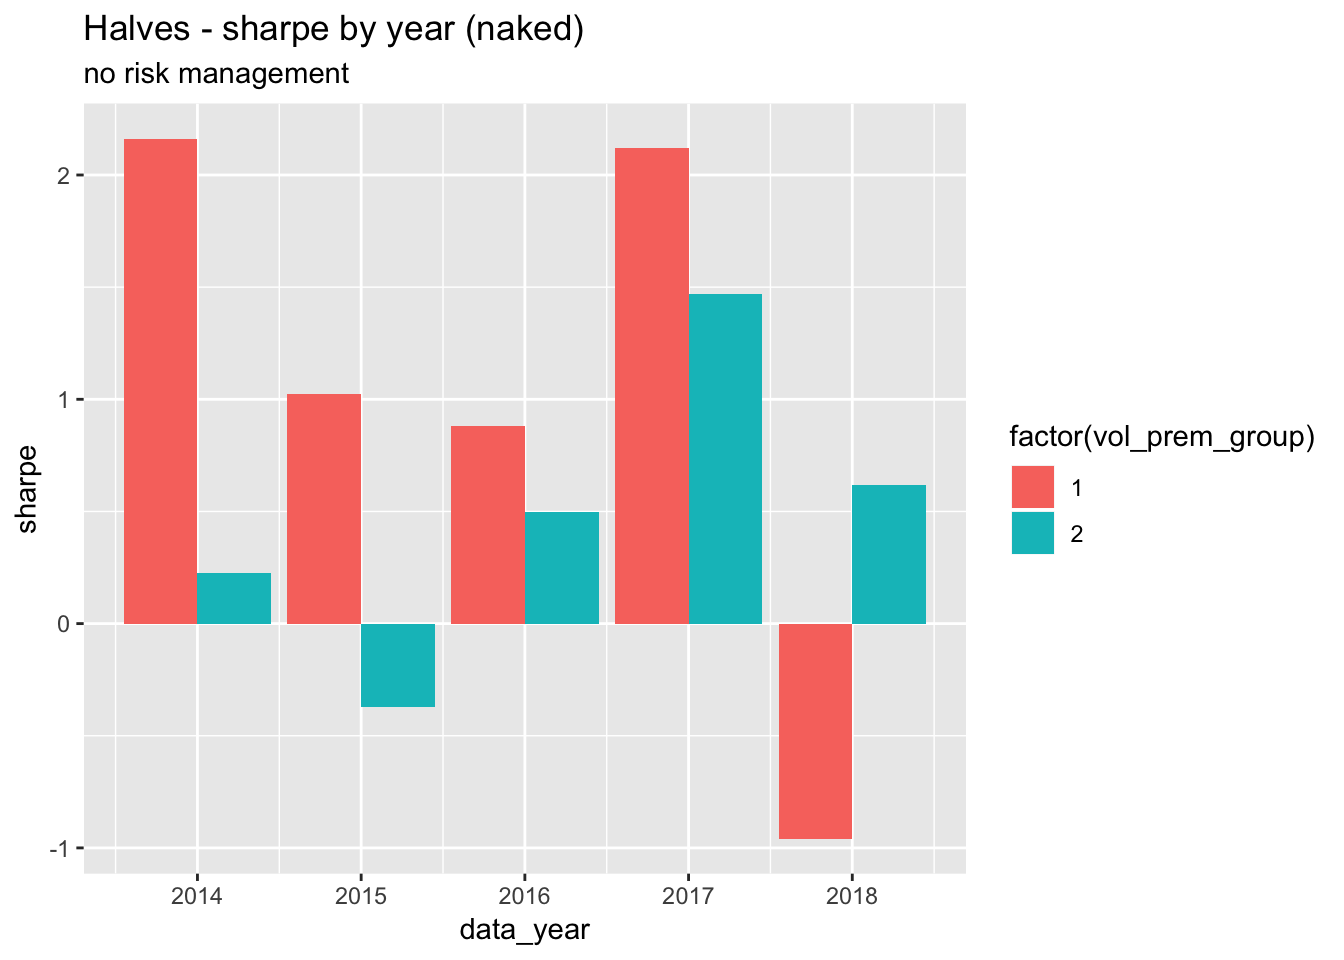 Halves - sharpe by year (naked)
no risk management
sharpe
2
1
0
-1
2014 2015 2016 2017 2018
data_year
factor(vol_prem_group)
1
2